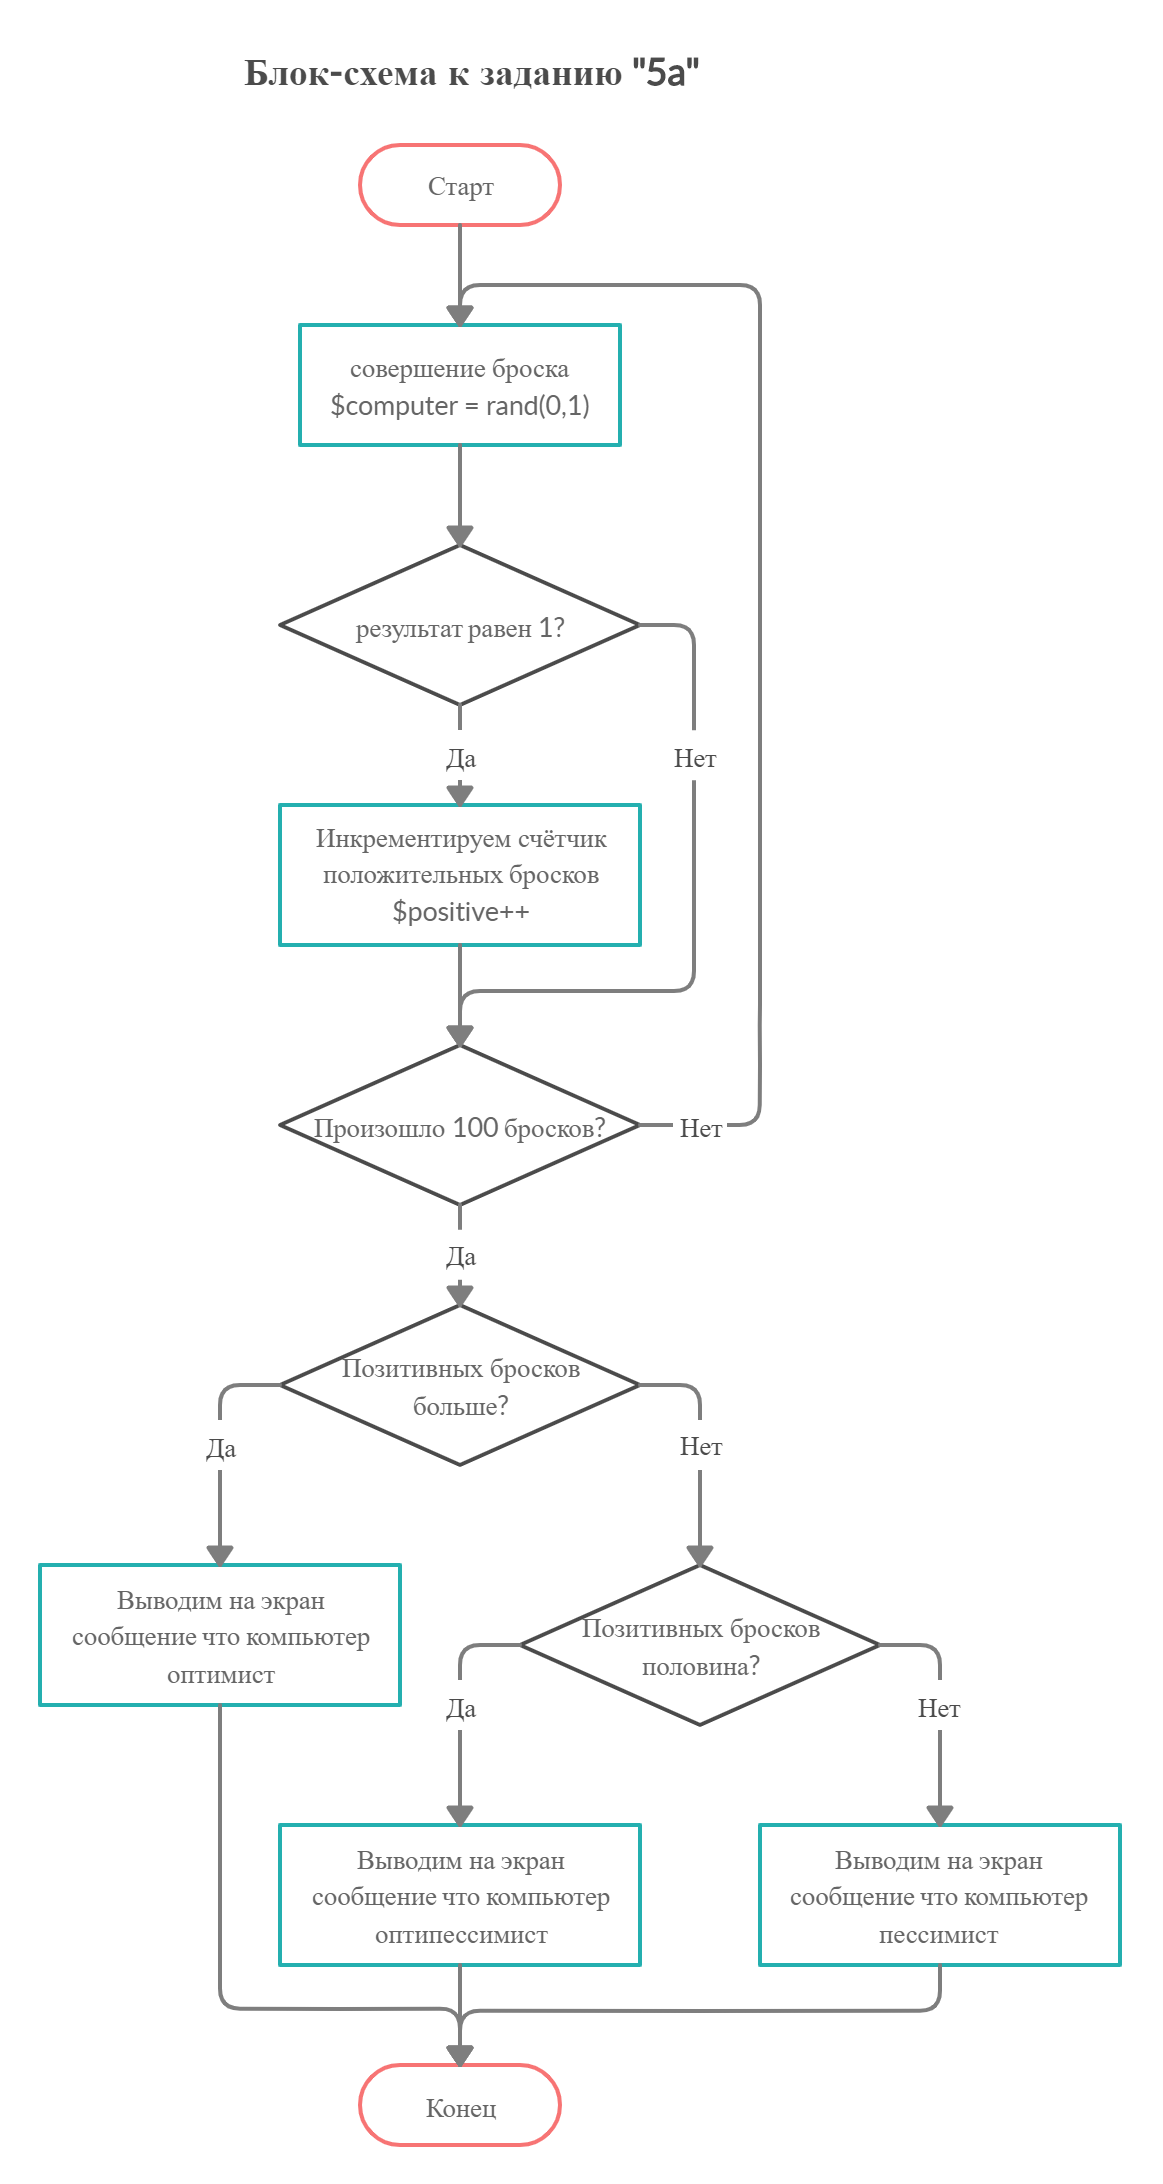 Блок-схема к заданию "5а"
Старт
совершение броска
$computer = rand(0,1)
результат равен 1?
Да
Нет
Инкрементируем счётчик
положительных бросков
$positive++
Произошло 100 бросков?
Нет
Да
Позитивных бросков
больше?
Да
Нет
Выводим на экран
сообщение что компьютер
оптимист
Позитивных бросков
половина?
Да
Нет
Выводим на экран
сообщение что компьютер
оптипессимист
Выводим на экран
сообщение что компьютер
пессимист
Конец